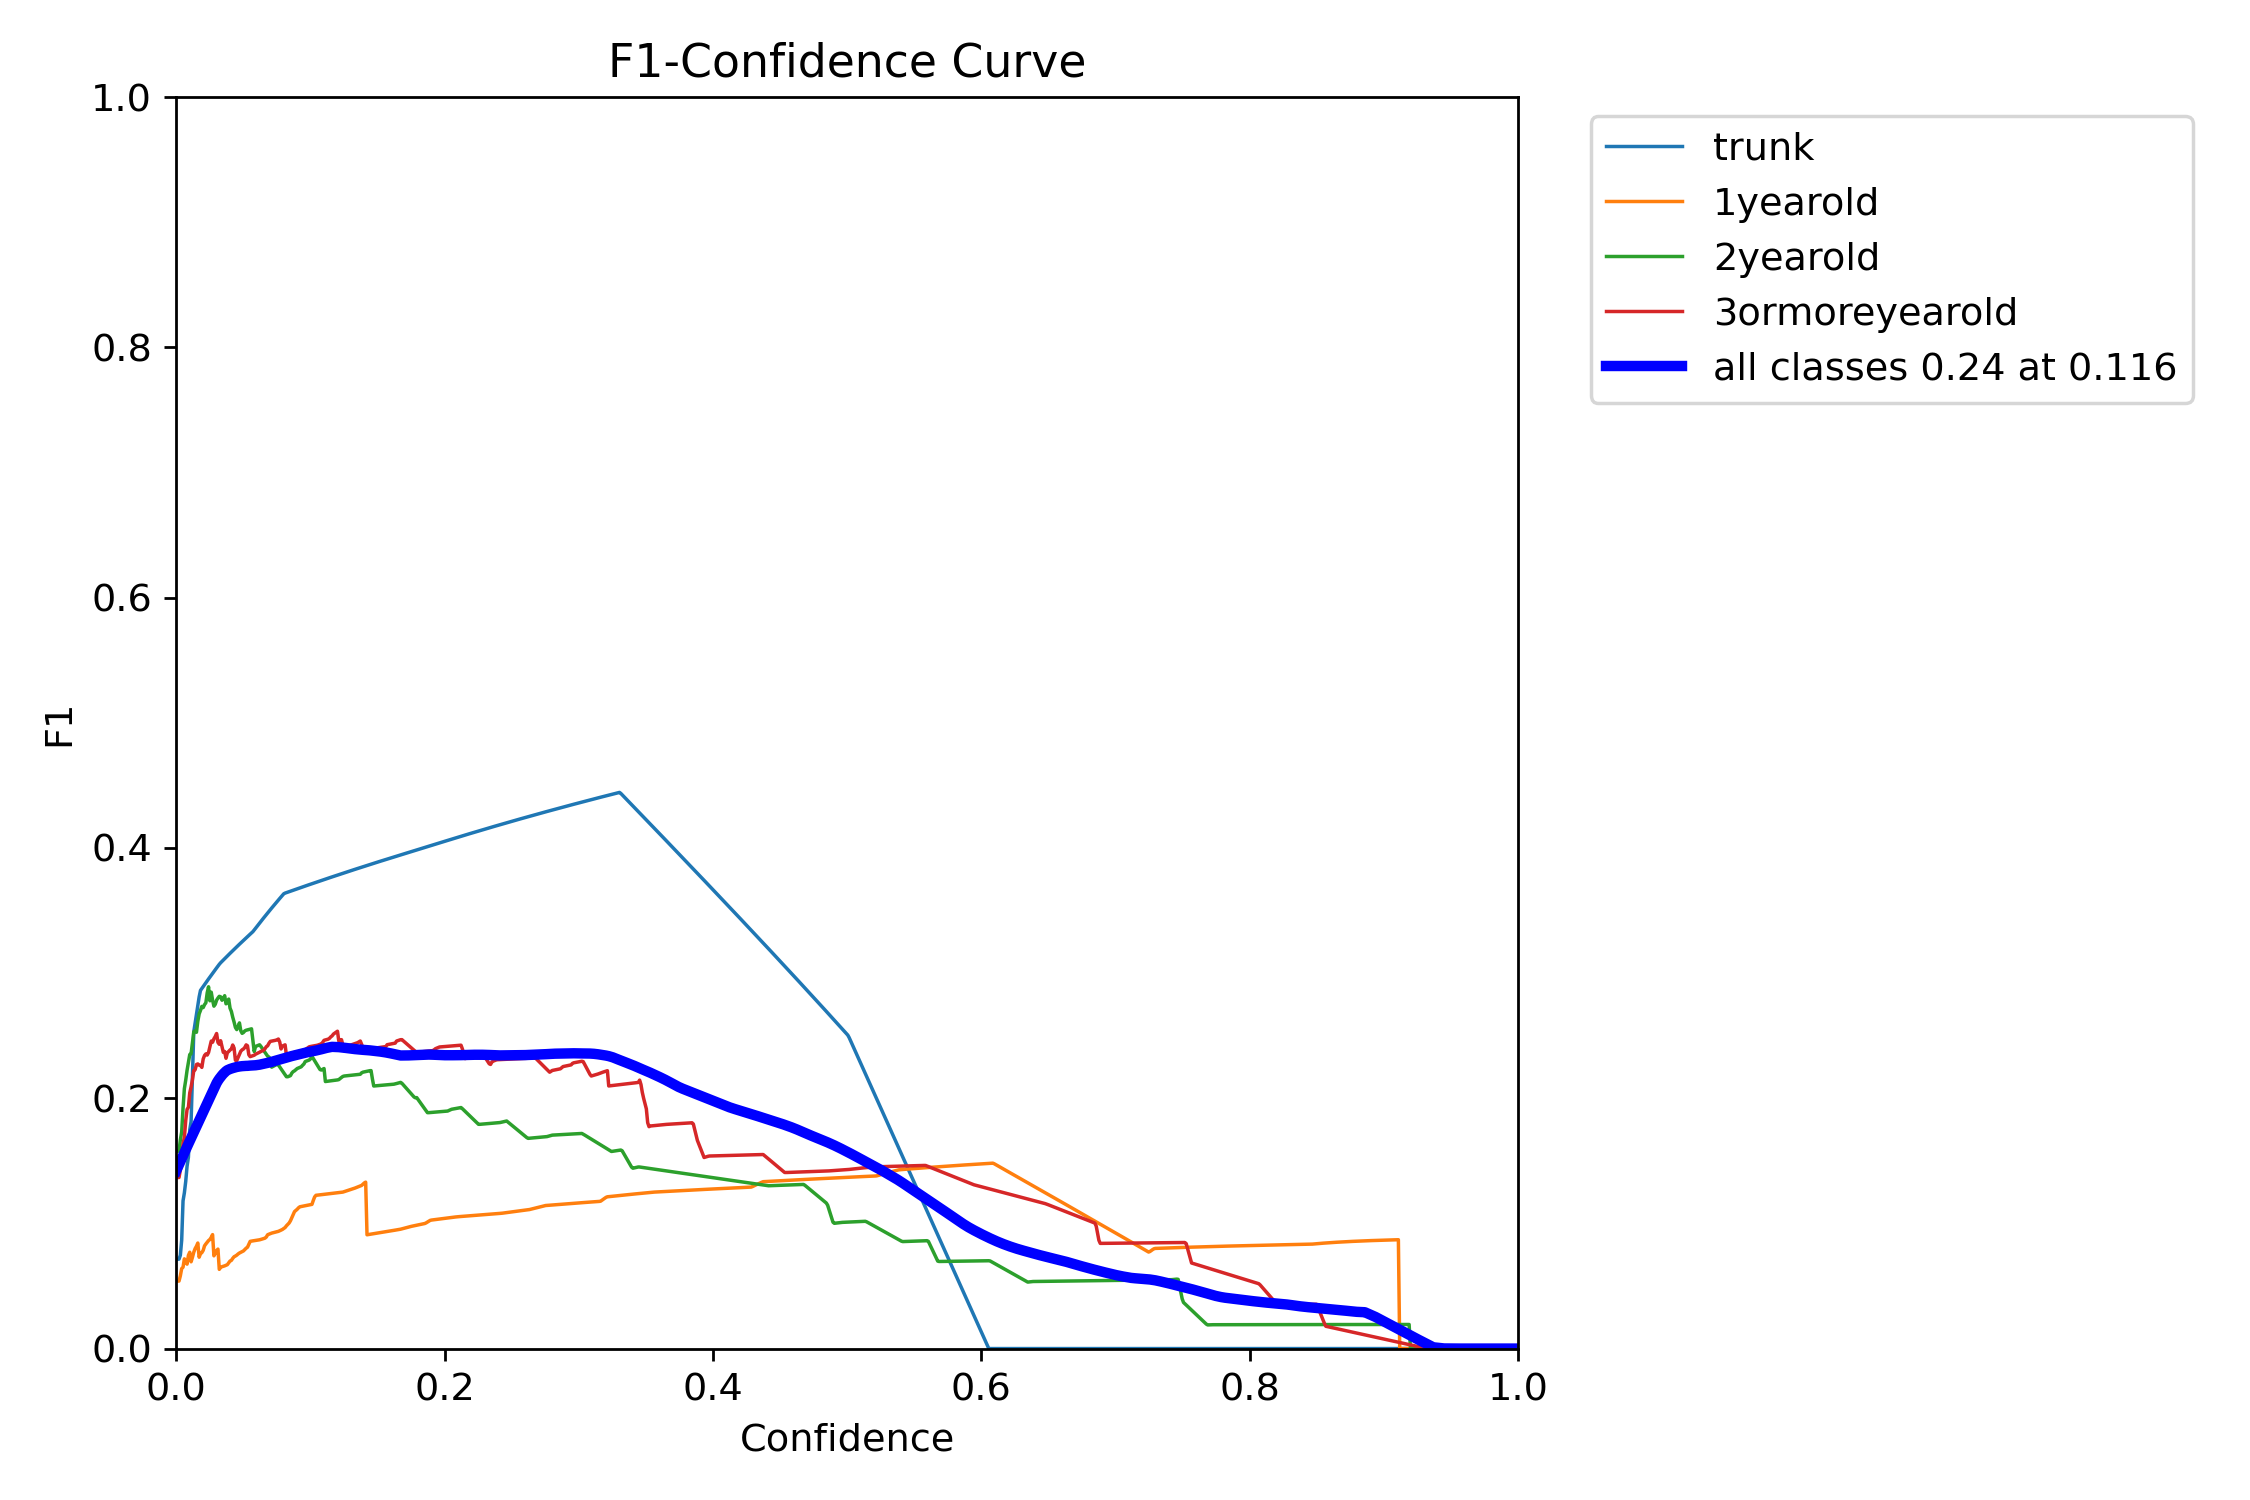 F1-Confidence Curve
1.0
0.8
0.6
0.4
0.2
0.0
F1
0.0 0.2 0.4 0.6 0.8 1.0
Confidence
trunk
1yearold
2yearold
3ormoreyearold
all classes 0.24 at 0.116